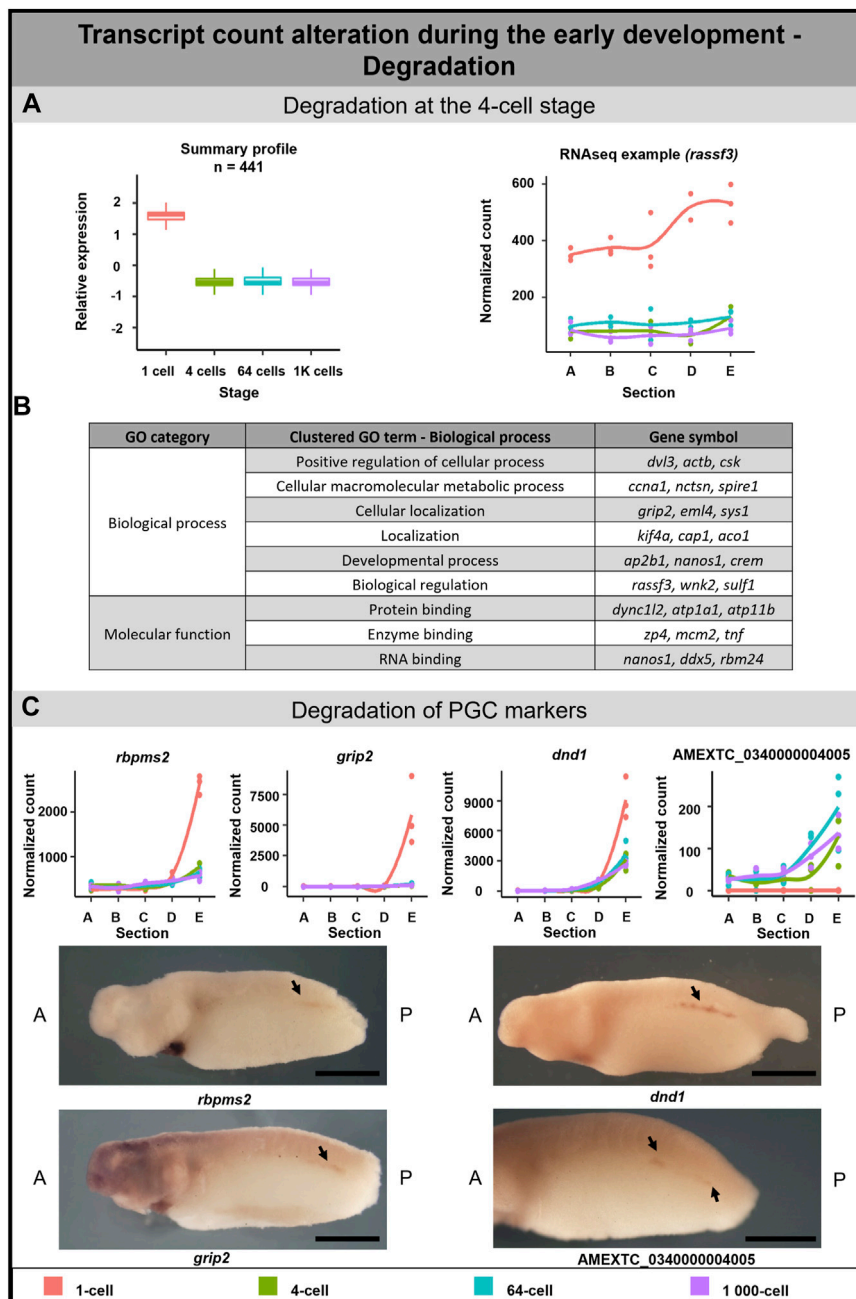 Transcript count alteration during the early development -
Degradation
A
Degradation at the 4-cell stage
Summary profile
n = 441
Relative expression
2
1
0
-1
-2
1 cell 4 cells 64 cells 1K cells
Stage
RNAseq example (rassf3)
Normalized count
600
400
200
A B C D E
Section
B
GO category Clustered GO term - Biological process Gene symbol
Biological process
Positive regulation of cellular process dvl3, actb, csk
Cellular macromolecular metabolic process ccna1, nctsn, spire1
Cellular localization grip2, eml4, sys1
Localization kif4a, cap1, aco1
Developmental process ap2b1, nanos1, crem
Biological regulation rassf3, wnk2, sulf1
Molecular function
Protein binding dync1l2, atp1a1, atp11b
Enzyme binding zp4, mcm2, tnf
RNA binding nanos1, ddx5, rbm24
C
Degradation of PGC markers
rbpms2
Normalized count
2000
1000
A B C D E
Section
grip2
Normalized count
7500
5000
2500
0
A B C D E
Section
dnd1
Normalized count
9000
6000
3000
0
A B C D E
Section
AMEXTC_0340000004005
Normalized count
200
100
50
0
A B C D E
Section
A P
rbpms2
A P
dnd1
A P
grip2
A P
AMEXTC_0340000004005
1-cell 4-cell 64-cell 1 000-cell